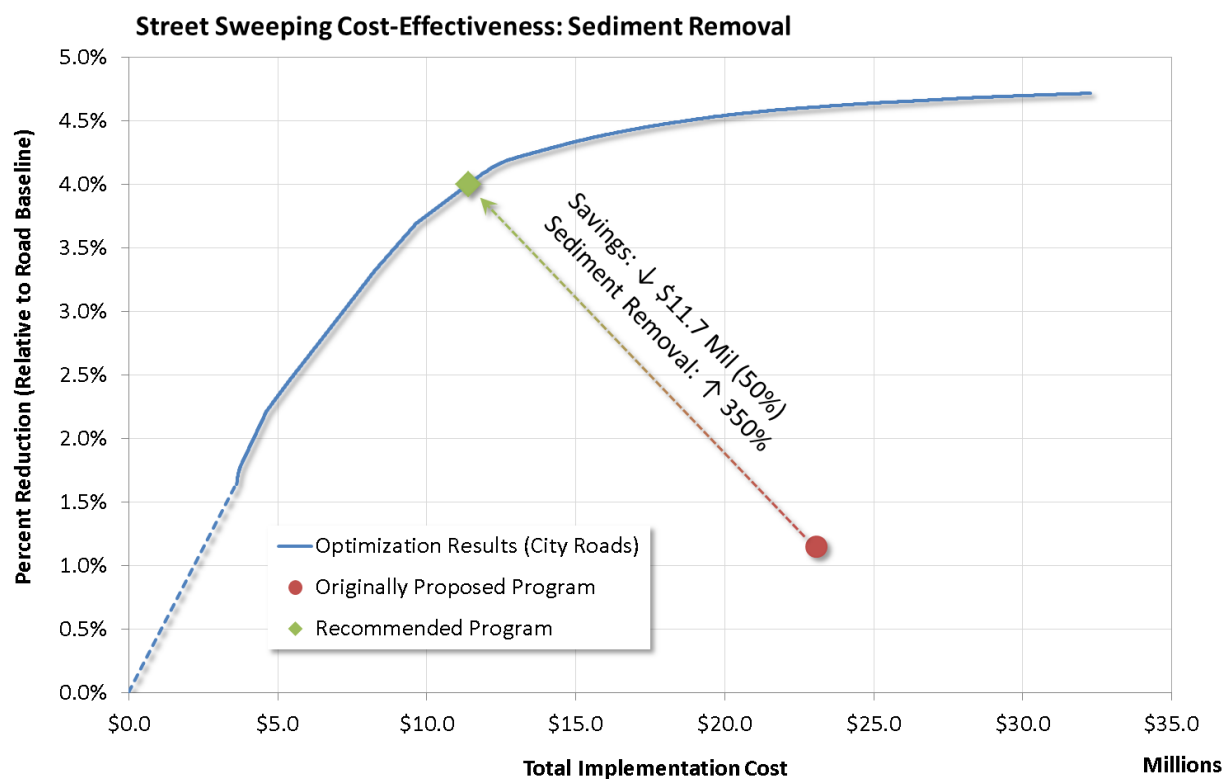 Street Sweeping Cost-Effectiveness: Sediment Removal
Percent Reduction (Relative to Road Baseline)
5.0%
4.5%
4.0%
3.5%
3.0%
2.5%
2.0%
1.5%
1.0%
0.5%
0.0%
Savings: ↓ $11.7 Mil (50%)
Sediment Removal: ↑ 350%
Optimization Results (City Roads)
Originally Proposed Program
Recommended Program
$0.0 $5.0 $10.0 $15.0 $20.0 $25.0 $30.0 $35.0
Total Implementation Cost
Millions